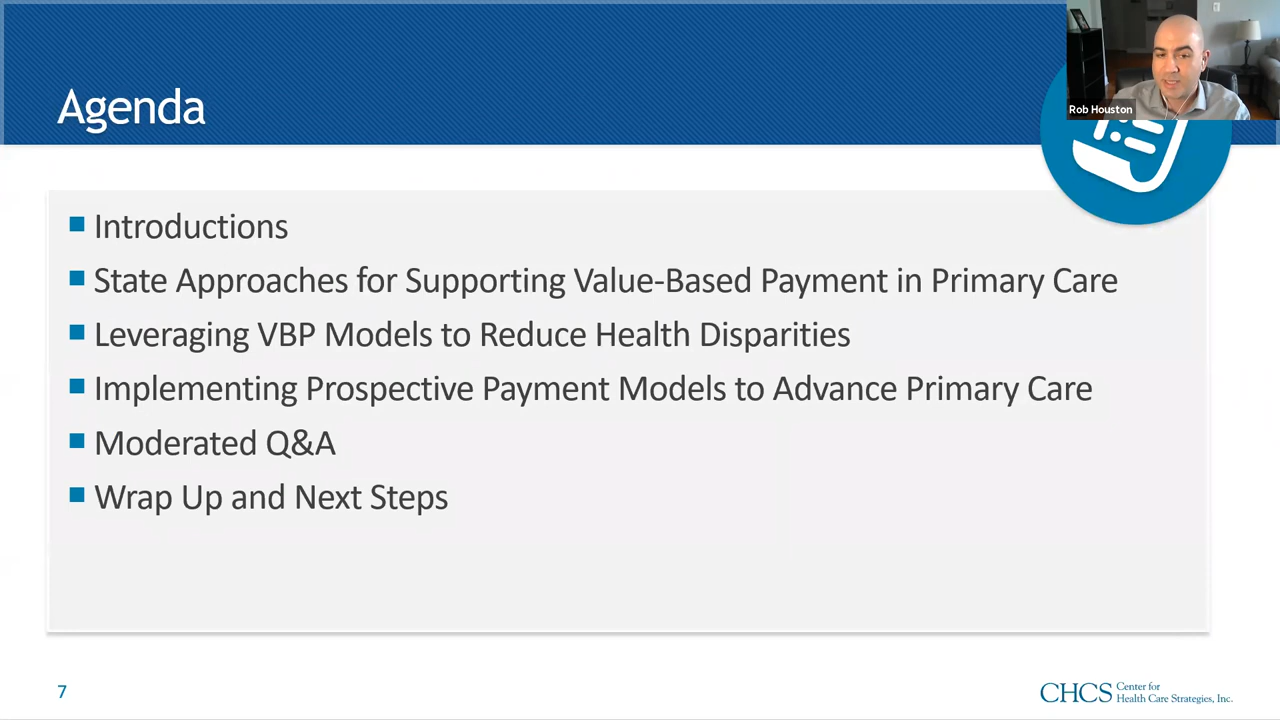 Agenda
Rob Houston
Introductions
State Approaches for Supporting Value-Based Payment in Primary Care
Leveraging VBP Models to Reduce Health Disparities
Implementing Prospective Payment Models to Advance Primary Care
Moderated Q&A
Wrap Up and Next Steps
7
CHCS Center for
Health Care Strategies, Inc.